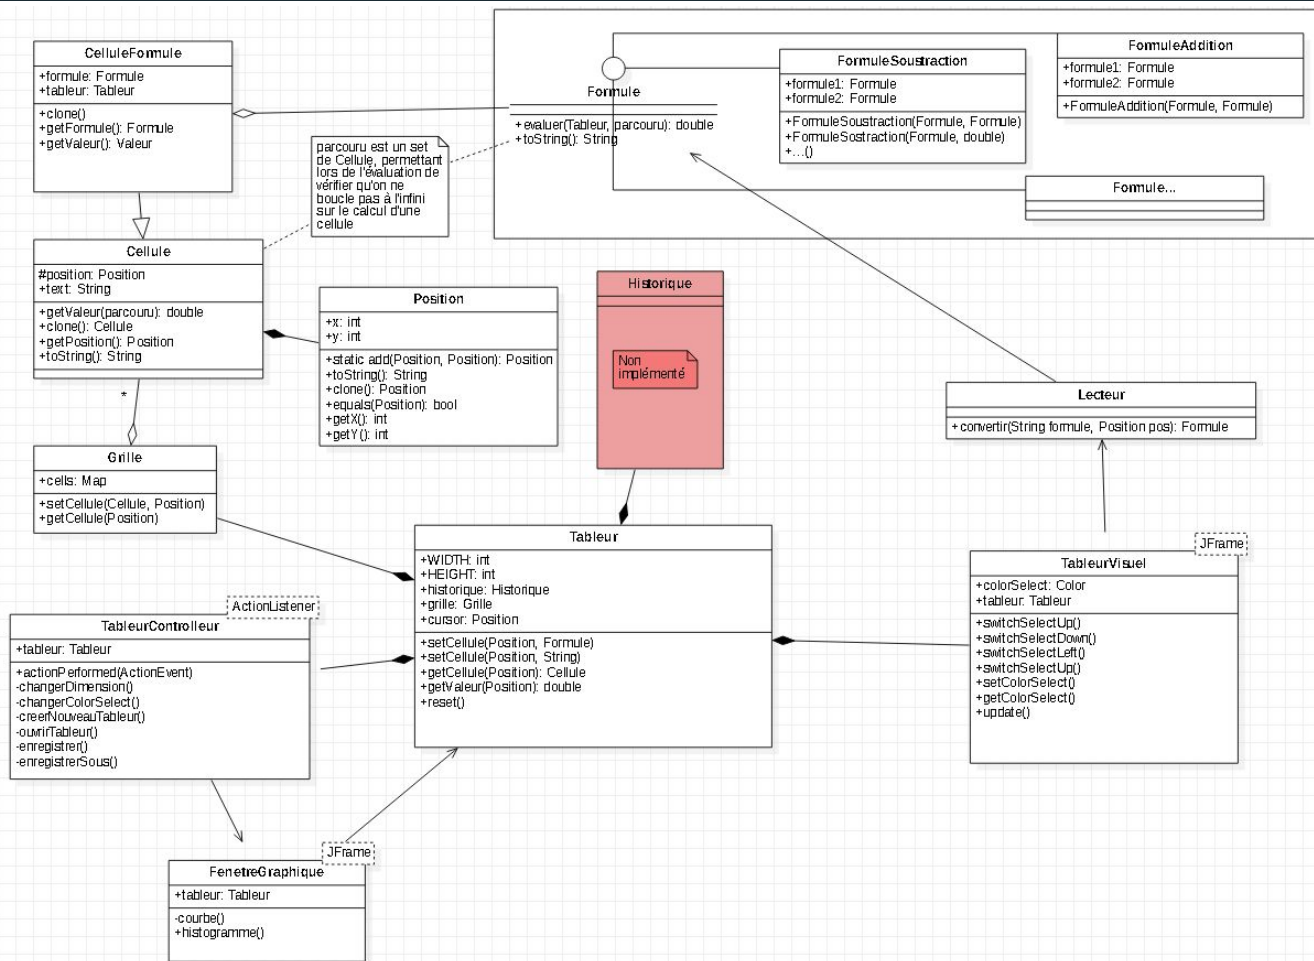 CelluleFormule
+formule: Formule
+tableur: Tableur
+clone()
+getFormule(): Formule
+getValeur(): Valeur
Formule
+evaluer(Tableur, parcouru): double
+toString(): String
FormuleSoustraction
+formule1: Formule
+formule2: Formule
+FormuleSoustraction(Formule, Formule)
+FormuleSostraction(Formule, double)
+...()
FormuleAddition
+formule1: Formule
+formule2: Formule
+FormuleAddition(Formule, Formule)
Formule...
parcouru est un set
de Cellule, permettant
lors de l'évaluation de
vérifier qu'on ne
boucle pas à l'infini
sur le calcul d'une
cellule
Cellule
#position: Position
+text: String
+getValeur(parcouru): double
+clone(): Cellule
+getPosition(): Position
+toString(): String
*
Position
+x: int
+y: int
+static add(Position, Position): Position
+toString(): String
+clone(): Position
+equals(Position): bool
+getX(): int
+getY(): int
Historique
Non
implémenté
Lecteur
+convertir(String formule, Position pos): Formule
Grille
+cells: Map
+setCellule(Cellule, Position)
+getCellule(Position)
Tableur
+WIDTH: int
+HEIGHT: int
+historique: Historique
+grille: Grille
+cursor: Position
+setCellule(Position, Formule)
+setCellule(Position, String)
+getCellule(Position): Cellule
+getValeur(Position): double
+reset()
JFrame
TableurVisuel
+colorSelect: Color
+tableur: Tableur
+switchSelectUp()
+switchSelectDown()
+switchSelectLeft()
+switchSelectUp()
+setColorSelect()
+getColorSelect()
+update()
ActionListener
TableurControlleur
+tableur: Tableur
+actionPerformed(ActionEvent)
-changerDimension()
-changerColorSelect()
-creerNouveauTableur()
-ouvrirTableur()
-enregistrer()
-enregistrerSous()
JFrame
FenetreGraphique
+tableur: Tableur
-courbe()
+histogramme()